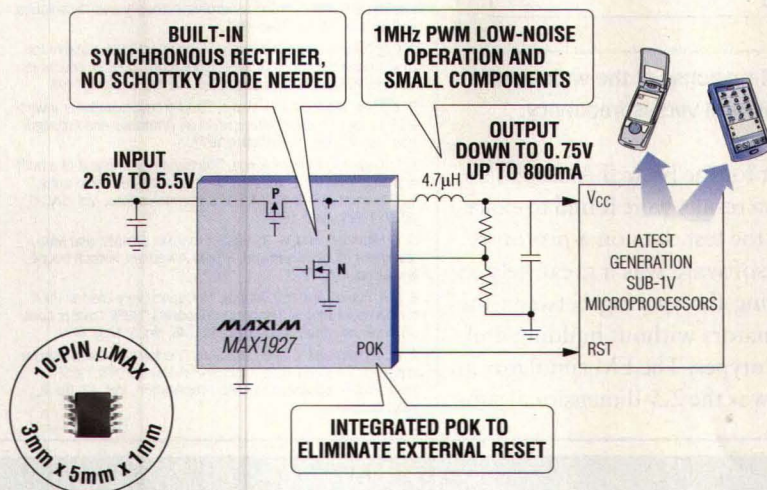 BUILT-IN
SYNCHRONOUS RECTIFIER,
NO SCHOTTKY DIODE NEEDED
1MHz PWM LOW-NOISE
OPERATION AND
SMALL COMPONENTS
INPUT
2.6V TO 5.5V
P
N
MAXIM
MAX1927
POK
4.7μH
OUTPUT
DOWN TO 0.75V
UP TO 800mA
VCC
LATEST
GENERATION
SUB-1V
MICROPROCESSORS
RST
INTEGRATED POK TO
ELIMINATE EXTERNAL RESET
10-PIN μMAX
3mm x 5mm x 1mm